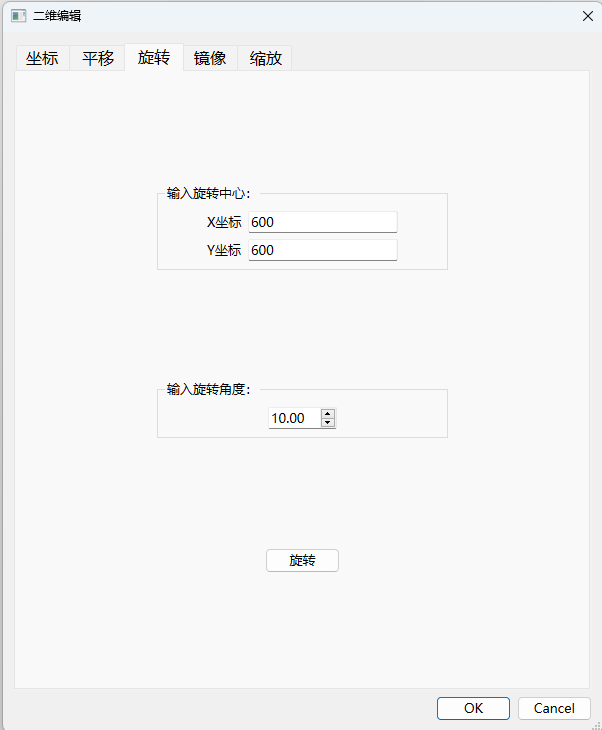 二维编辑
坐标 平移 旋转 镜像 缩放
输入旋转中心：
X坐标 600
Y坐标 600
输入旋转角度：
10.00
旋转
OK Cancel